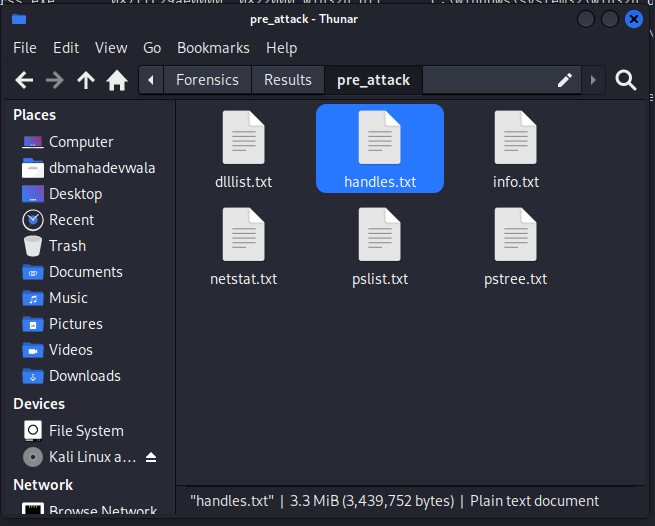 pre_attack - Thunar
File Edit View Go Bookmarks Help
Forensics Results pre_attack
Places
Computer
dbmahadevwala
Desktop
Recent
Trash
Documents
Music
Pictures
Videos
Downloads
Devices
File System
Kali Linux a...
Network
Browse Network
dlllist.txt handles.txt info.txt
netstat.txt pslist.txt pstree.txt
"handles.txt" | 3.3 MiB (3,439,752 bytes) | Plain text document